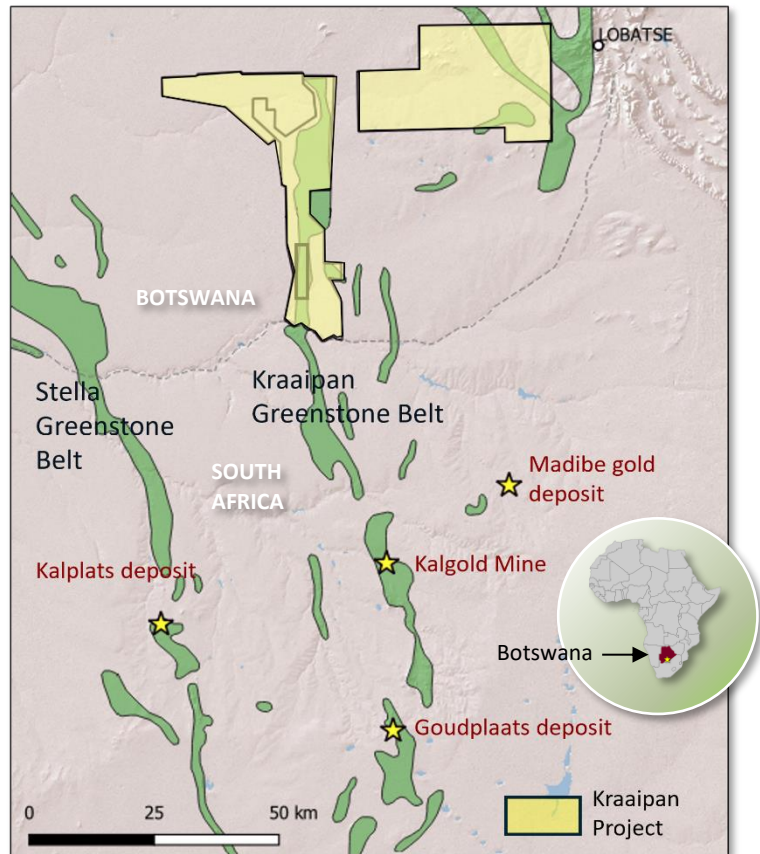 LOBATSE
BOTSWANA
Stella
Greenstone
Belt
Kraaipan
Greenstone Belt
SOUTH
AFRICA
Madibe gold
deposit
Kalplats deposit
Kalgold Mine
Botswana
Goudplaats deposit
0 25 50 km
Kraaipan
Project